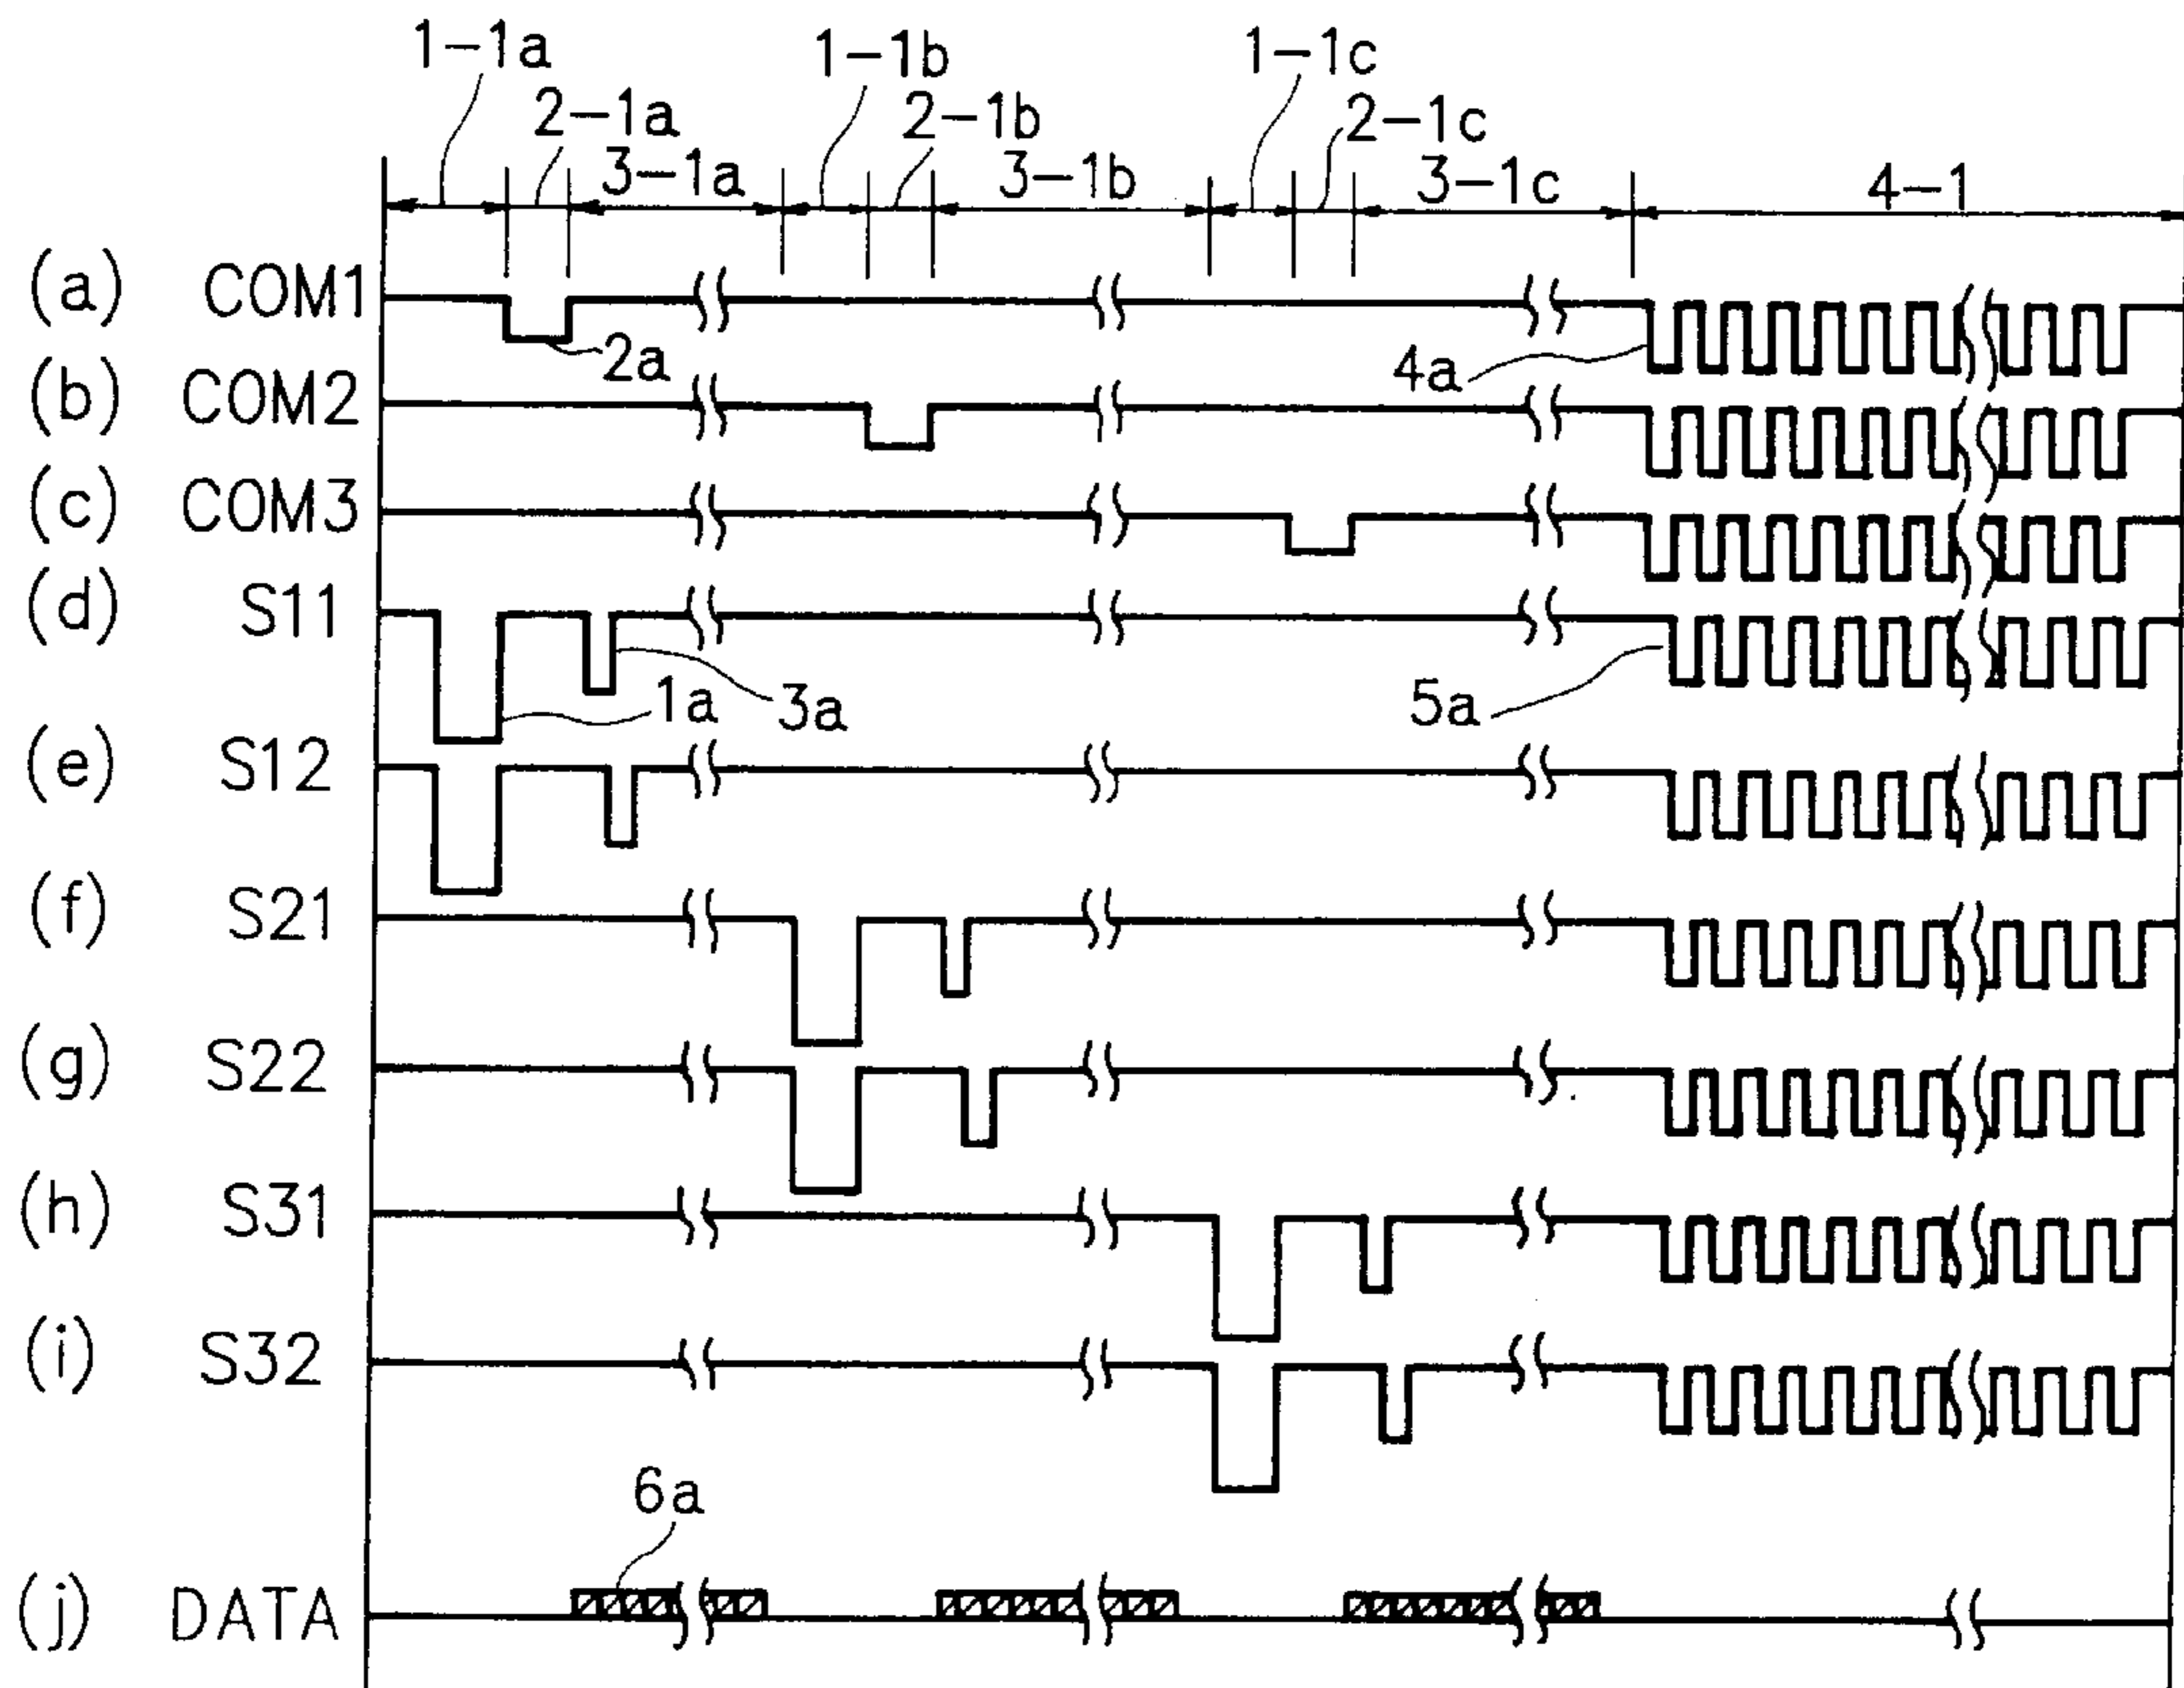 1-1a 1-1b 1-1c
2-1a 2-1b 2-1c
3-1a 3-1b 3-1c 4-1
(a) COM1
2a 4a
(b) COM2
(c) COM3
(d) S11
1a 3a 5a
(e) S12
(f) S21
(g) S22
(h) S31
(i) S32
6a
(j) DATA